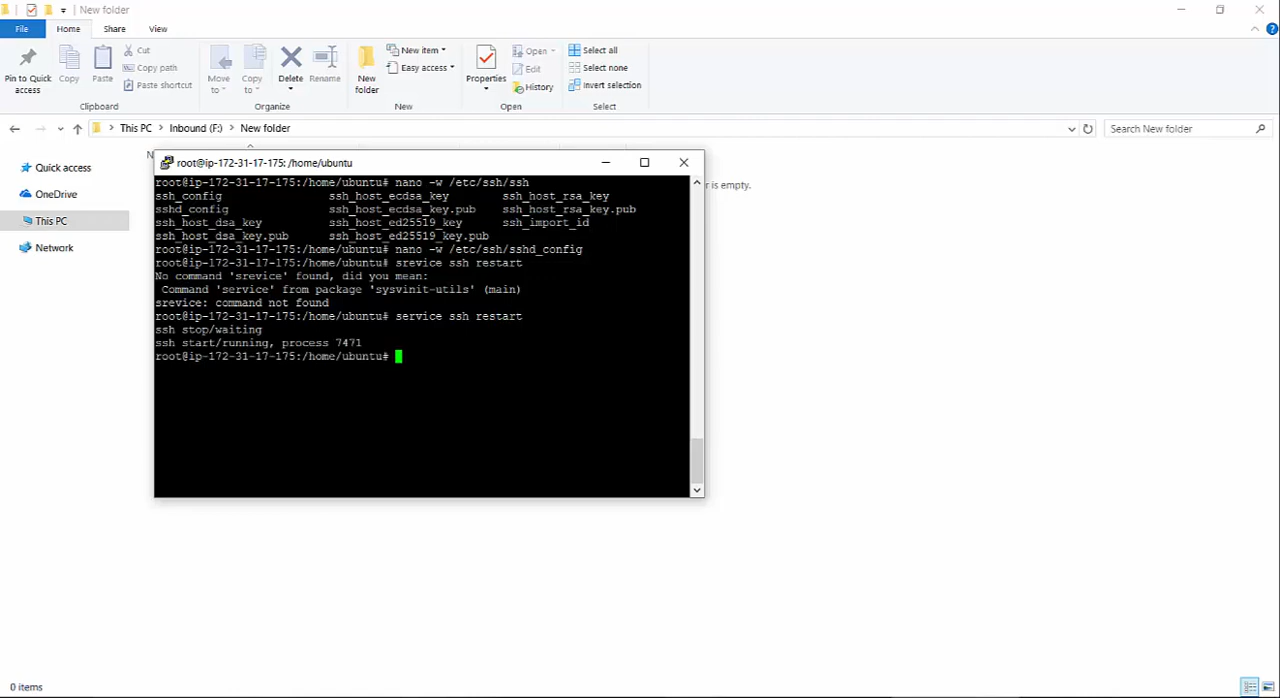 New folder
File Home Share View
Pin to Quick access
Copy
Paste
Cut
Copy path
Paste shortcut
Clipboard
Move to
Copy to
Delete
Rename
Organize
New folder
New item
Easy access
New
Properties
Open
Edit
History
Open
Select all
Select none
Invert selection
Select
This PC > Inbound (F:) > New folder
Search New folder
Quick access
OneDrive
This PC
Network
N
r is empty.
root@ip-172-31-17-175: /home/ubuntu
root@ip-172-31-17-175:/home/ubuntu# nano -w /etc/ssh/ssh
ssh_config ssh_host_ecdsa_key ssh_host_rsa_key
sshd_config ssh_host_ecdsa_key.pub ssh_host_rsa_key.pub
ssh_host_dsa_key ssh_host_ed25519_key ssh_import_id
ssh_host_dsa_key.pub ssh_host_ed25519_key.pub
root@ip-172-31-17-175:/home/ubuntu# nano -w /etc/ssh/sshd_config
root@ip-172-31-17-175:/home/ubuntu# srevice ssh restart
No command 'srevice' found, did you mean:
Command 'service' from package 'sysvinit-utils' (main)
srevice: command not found
root@ip-172-31-17-175:/home/ubuntu# service ssh restart
ssh stop/waiting
ssh start/running, process 7471
root@ip-172-31-17-175:/home/ubuntu#
0 items